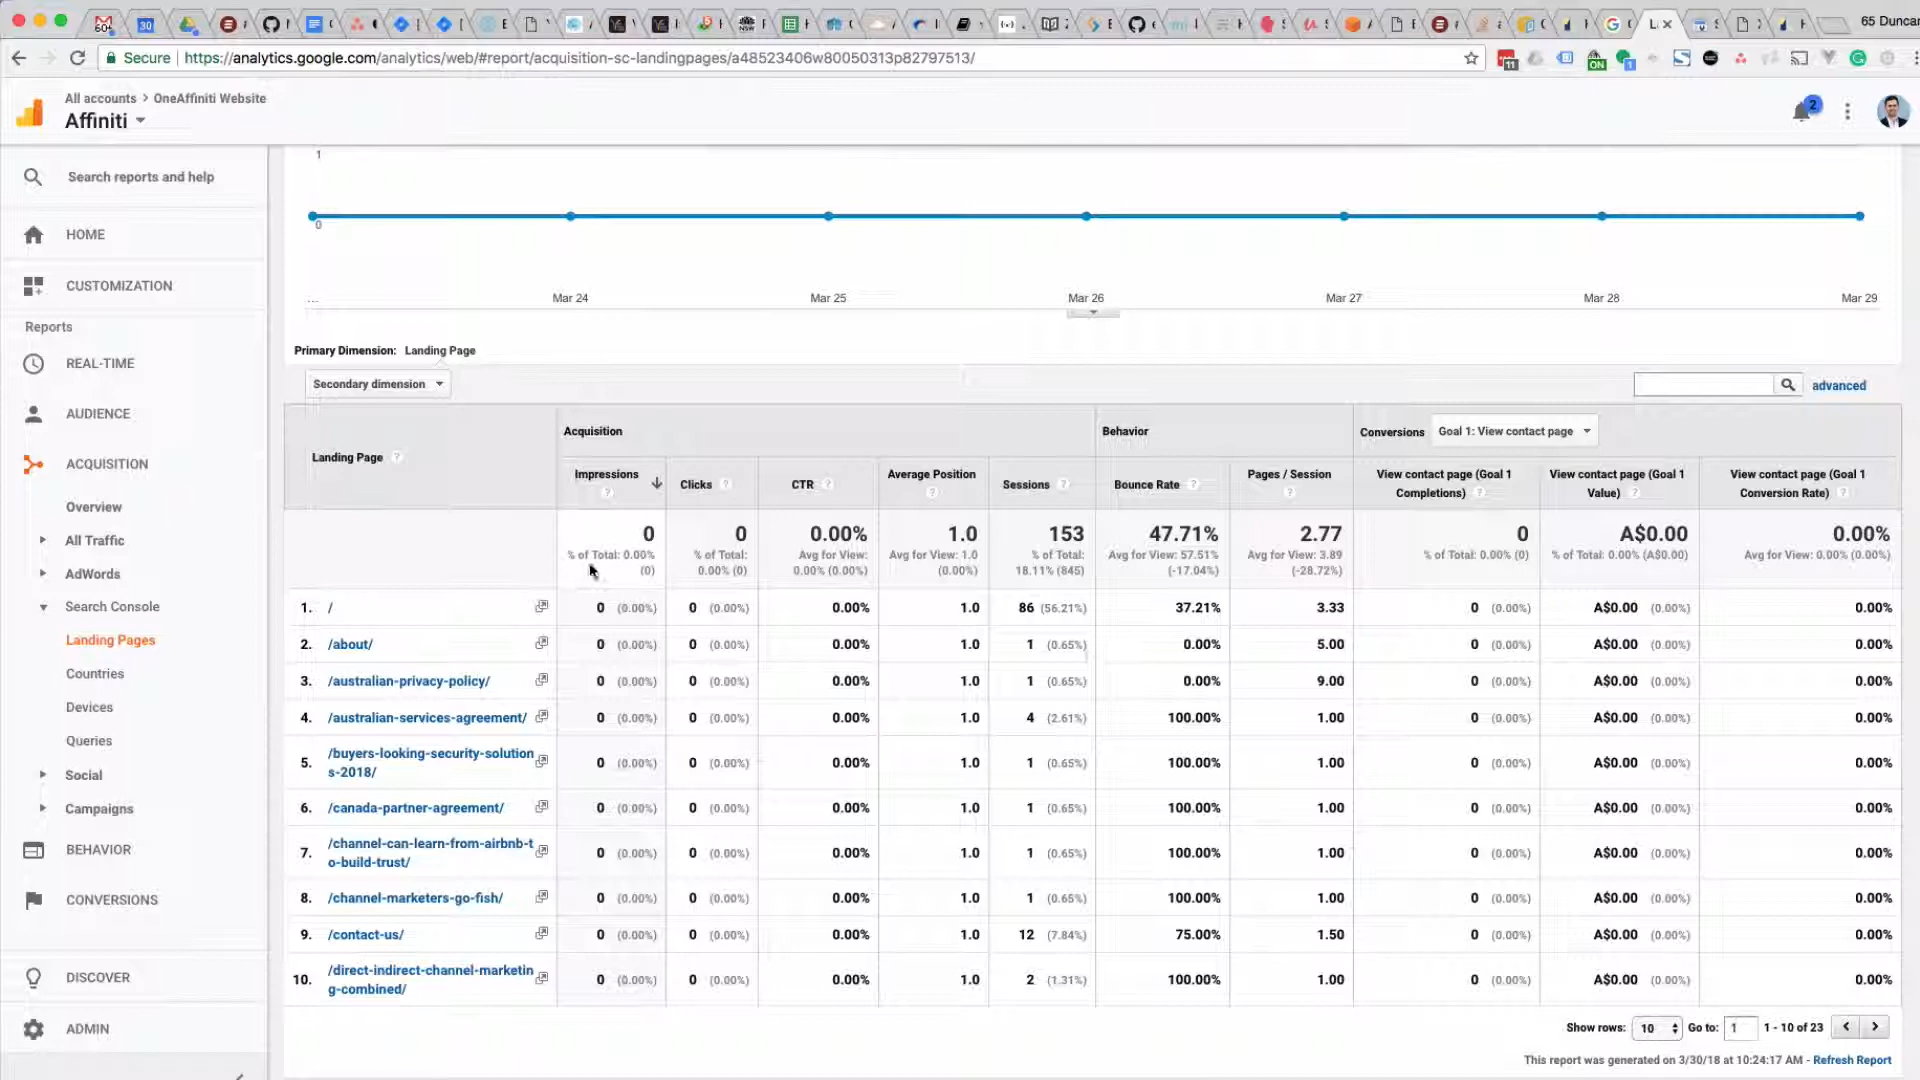 65 Duncan
Secure | https://analytics.google.com/analytics/web/#report/acquisition-sc-landingpages/a48523406w80050313p82797513/
All accounts > OneAffiniti Website
Affiniti
2
Search reports and help
HOME
CUSTOMIZATION
Reports
REAL-TIME
AUDIENCE
ACQUISITION
Overview
All Traffic
AdWords
Search Console
Landing Pages
Countries
Devices
Queries
Social
Campaigns
BEHAVIOR
CONVERSIONS
DISCOVER
ADMIN
1
0
... Mar 24 Mar 25 Mar 26 Mar 27 Mar 28 Mar 29
Primary Dimension: Landing Page
Secondary dimension
advanced
Landing Page ?
Acquisition Behavior Conversions Goal 1: View contact page
Impressions ? Clicks ? CTR ? Average Position ? Sessions ? Bounce Rate ? Pages / Session ? View contact page (Goal 1 Completions) ? View contact page (Goal 1 Value) ? View contact page (Goal 1 Conversion Rate) ?
0 0 0.00% 1.0 153 47.71% 2.77 0 A$0.00 0.00%
% of Total: 0.00% (0) % of Total: 0.00% (0) Avg for View: 0.00% (0.00%) Avg for View: 1.0 (0.00%) % of Total: 18.11% (845) Avg for View: 57.51% (-17.04%) Avg for View: 3.89 (-28.72%) % of Total: 0.00% (0) % of Total: 0.00% (A$0.00) Avg for View: 0.00% (0.00%)
1. / 0 (0.00%) 0 (0.00%) 0.00% 1.0 86 (56.21%) 37.21% 3.33 0 (0.00%) A$0.00 (0.00%) 0.00%
2. /about/ 0 (0.00%) 0 (0.00%) 0.00% 1.0 1 (0.65%) 0.00% 5.00 0 (0.00%) A$0.00 (0.00%) 0.00%
3. /australian-privacy-policy/ 0 (0.00%) 0 (0.00%) 0.00% 1.0 1 (0.65%) 0.00% 9.00 0 (0.00%) A$0.00 (0.00%) 0.00%
4. /australian-services-agreement/ 0 (0.00%) 0 (0.00%) 0.00% 1.0 4 (2.61%) 100.00% 1.00 0 (0.00%) A$0.00 (0.00%) 0.00%
5. /buyers-looking-security-solution
s-2018/ 0 (0.00%) 0 (0.00%) 0.00% 1.0 1 (0.65%) 100.00% 1.00 0 (0.00%) A$0.00 (0.00%) 0.00%
6. /canada-partner-agreement/ 0 (0.00%) 0 (0.00%) 0.00% 1.0 1 (0.65%) 100.00% 1.00 0 (0.00%) A$0.00 (0.00%) 0.00%
7. /channel-can-learn-from-airbnb-t
o-build-trust/ 0 (0.00%) 0 (0.00%) 0.00% 1.0 1 (0.65%) 100.00% 1.00 0 (0.00%) A$0.00 (0.00%) 0.00%
8. /channel-marketers-go-fish/ 0 (0.00%) 0 (0.00%) 0.00% 1.0 1 (0.65%) 100.00% 1.00 0 (0.00%) A$0.00 (0.00%) 0.00%
9. /contact-us/ 0 (0.00%) 0 (0.00%) 0.00% 1.0 12 (7.84%) 75.00% 1.50 0 (0.00%) A$0.00 (0.00%) 0.00%
10. /direct-indirect-channel-marketin
g-combined/ 0 (0.00%) 0 (0.00%) 0.00% 1.0 2 (1.31%) 100.00% 1.00 0 (0.00%) A$0.00 (0.00%) 0.00%
Show rows: 10 Go to: 1 1 - 10 of 23
This report was generated on 3/30/18 at 10:24:17 AM - Refresh Report